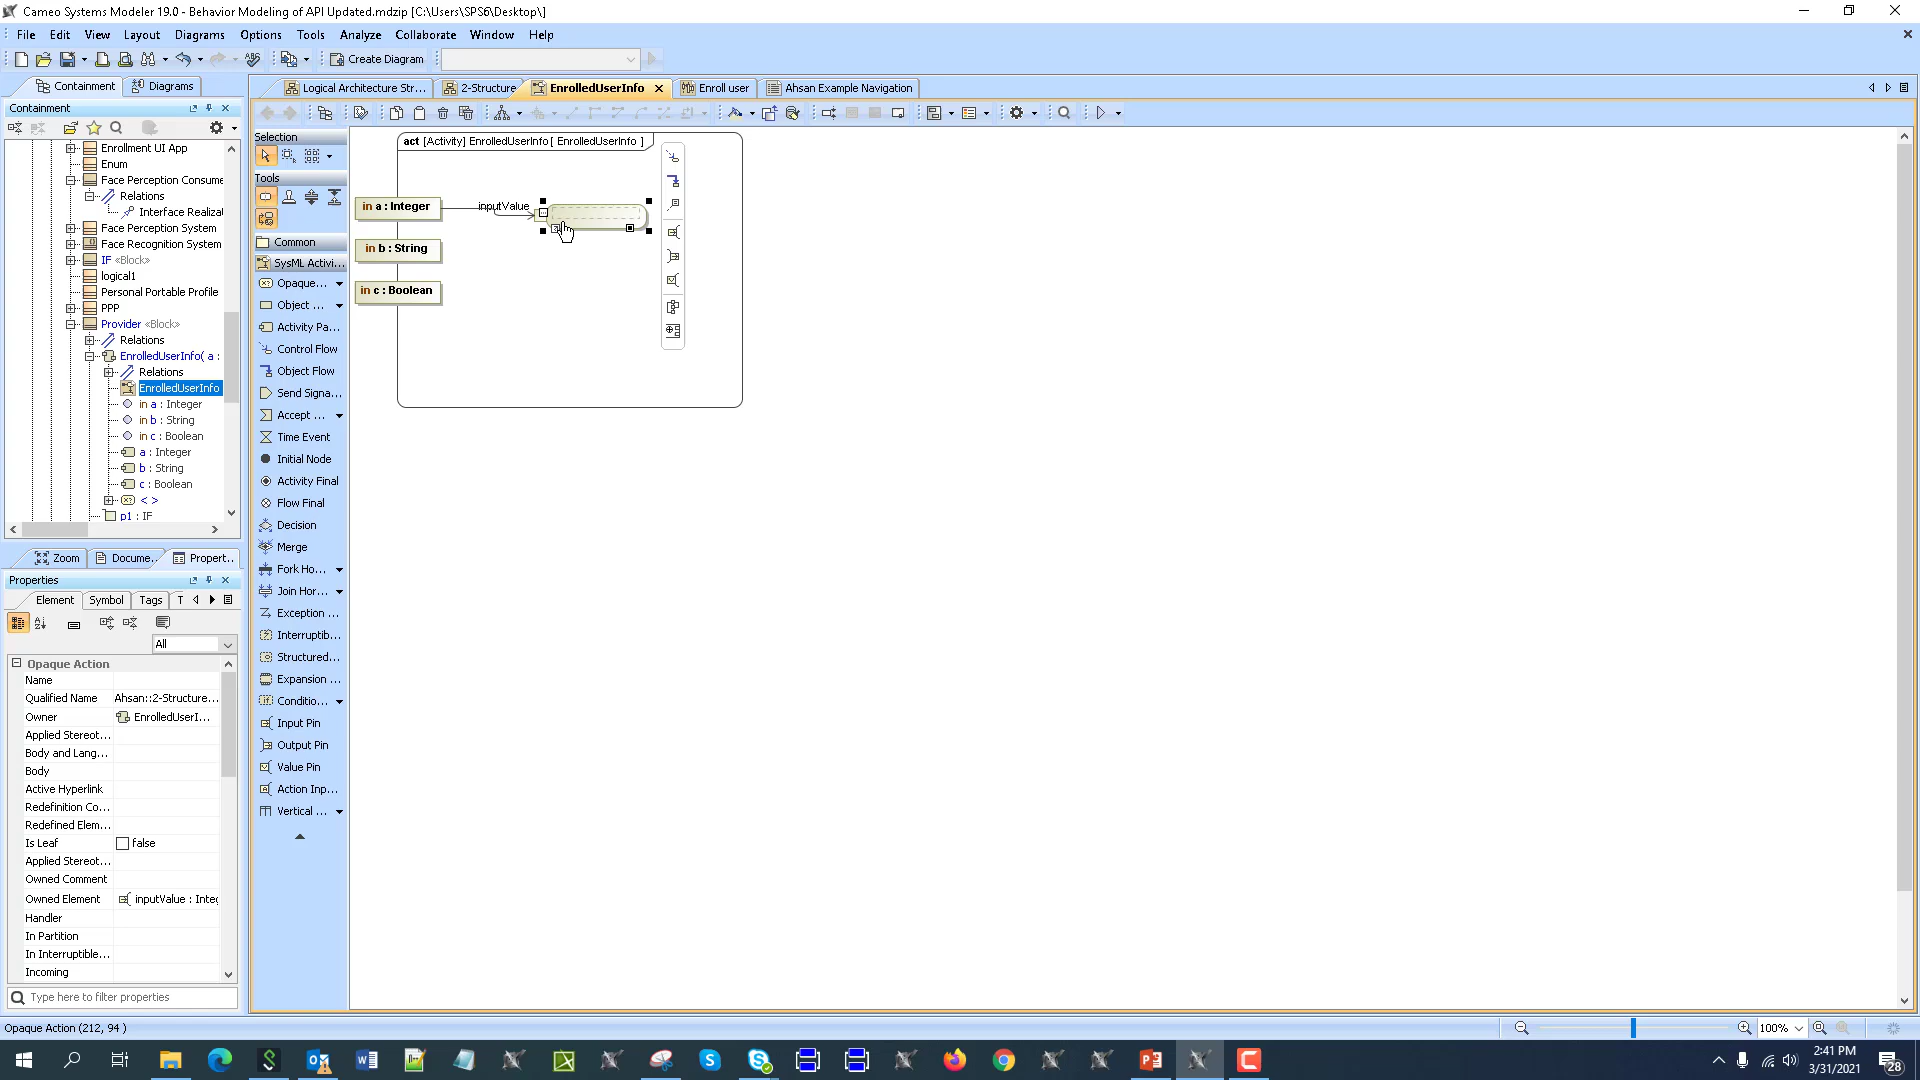 Cameo Systems Modeler 19.0 - Behavior Modeling of API Updated.mdzip [C:\Users\SPS6\Desktop\]
File Edit View Layout Diagrams Options Tools Analyze Collaborate Window Help
Create Diagram
Containment Diagrams
Logical Architecture Str... 2-Structure EnrolledUserInfo Enroll user Ahsan Example Navigation
Containment
Enrollment UI App
Enum
Face Perception Consume
Relations
Interface Realiza
Face Perception System
Face Recognition System
IF «Block»
logical1
Personal Portable Profile
PPP
Provider «Block»
Relations
EnrolledUserInfo( a :
Relations
EnrolledUserInfo
in a : Integer
in b : String
in c : Boolean
a : Integer
b : String
c : Boolean
< >
p1 : IF
Zoom Docume... Propert...
Properties
Element Symbol Tags T
All
Opaque Action
Name
Qualified Name Ahsan::2-Structure...
Owner EnrolledUserI...
Applied Stereot...
Body and Lang...
Body
Active Hyperlink
Redefinition Co...
Redefined Elem...
Is Leaf false
Applied Stereot...
Owned Comment
Owned Element inputValue : Integ
Handler
In Partition
In Interruptible...
Incoming
Type here to filter properties
Selection
Tools
Common
SysML Activi...
Opaque...
Object ...
Activity Pa...
Control Flow
Object Flow
Send Signa...
Accept ...
Time Event
Initial Node
Activity Final
Flow Final
Decision
Merge
Fork Ho...
Join Hor...
Exception ...
Interruptib...
Structured...
Expansion ...
Conditio...
Input Pin
Output Pin
Value Pin
Action Inp...
Vertical ...
act [Activity] EnrolledUserInfo [ EnrolledUserInfo ]
in a : Integer
inputValue
in b : String
in c : Boolean
Opaque Action (212, 94 )
100%
2:41 PM
3/31/2021
28